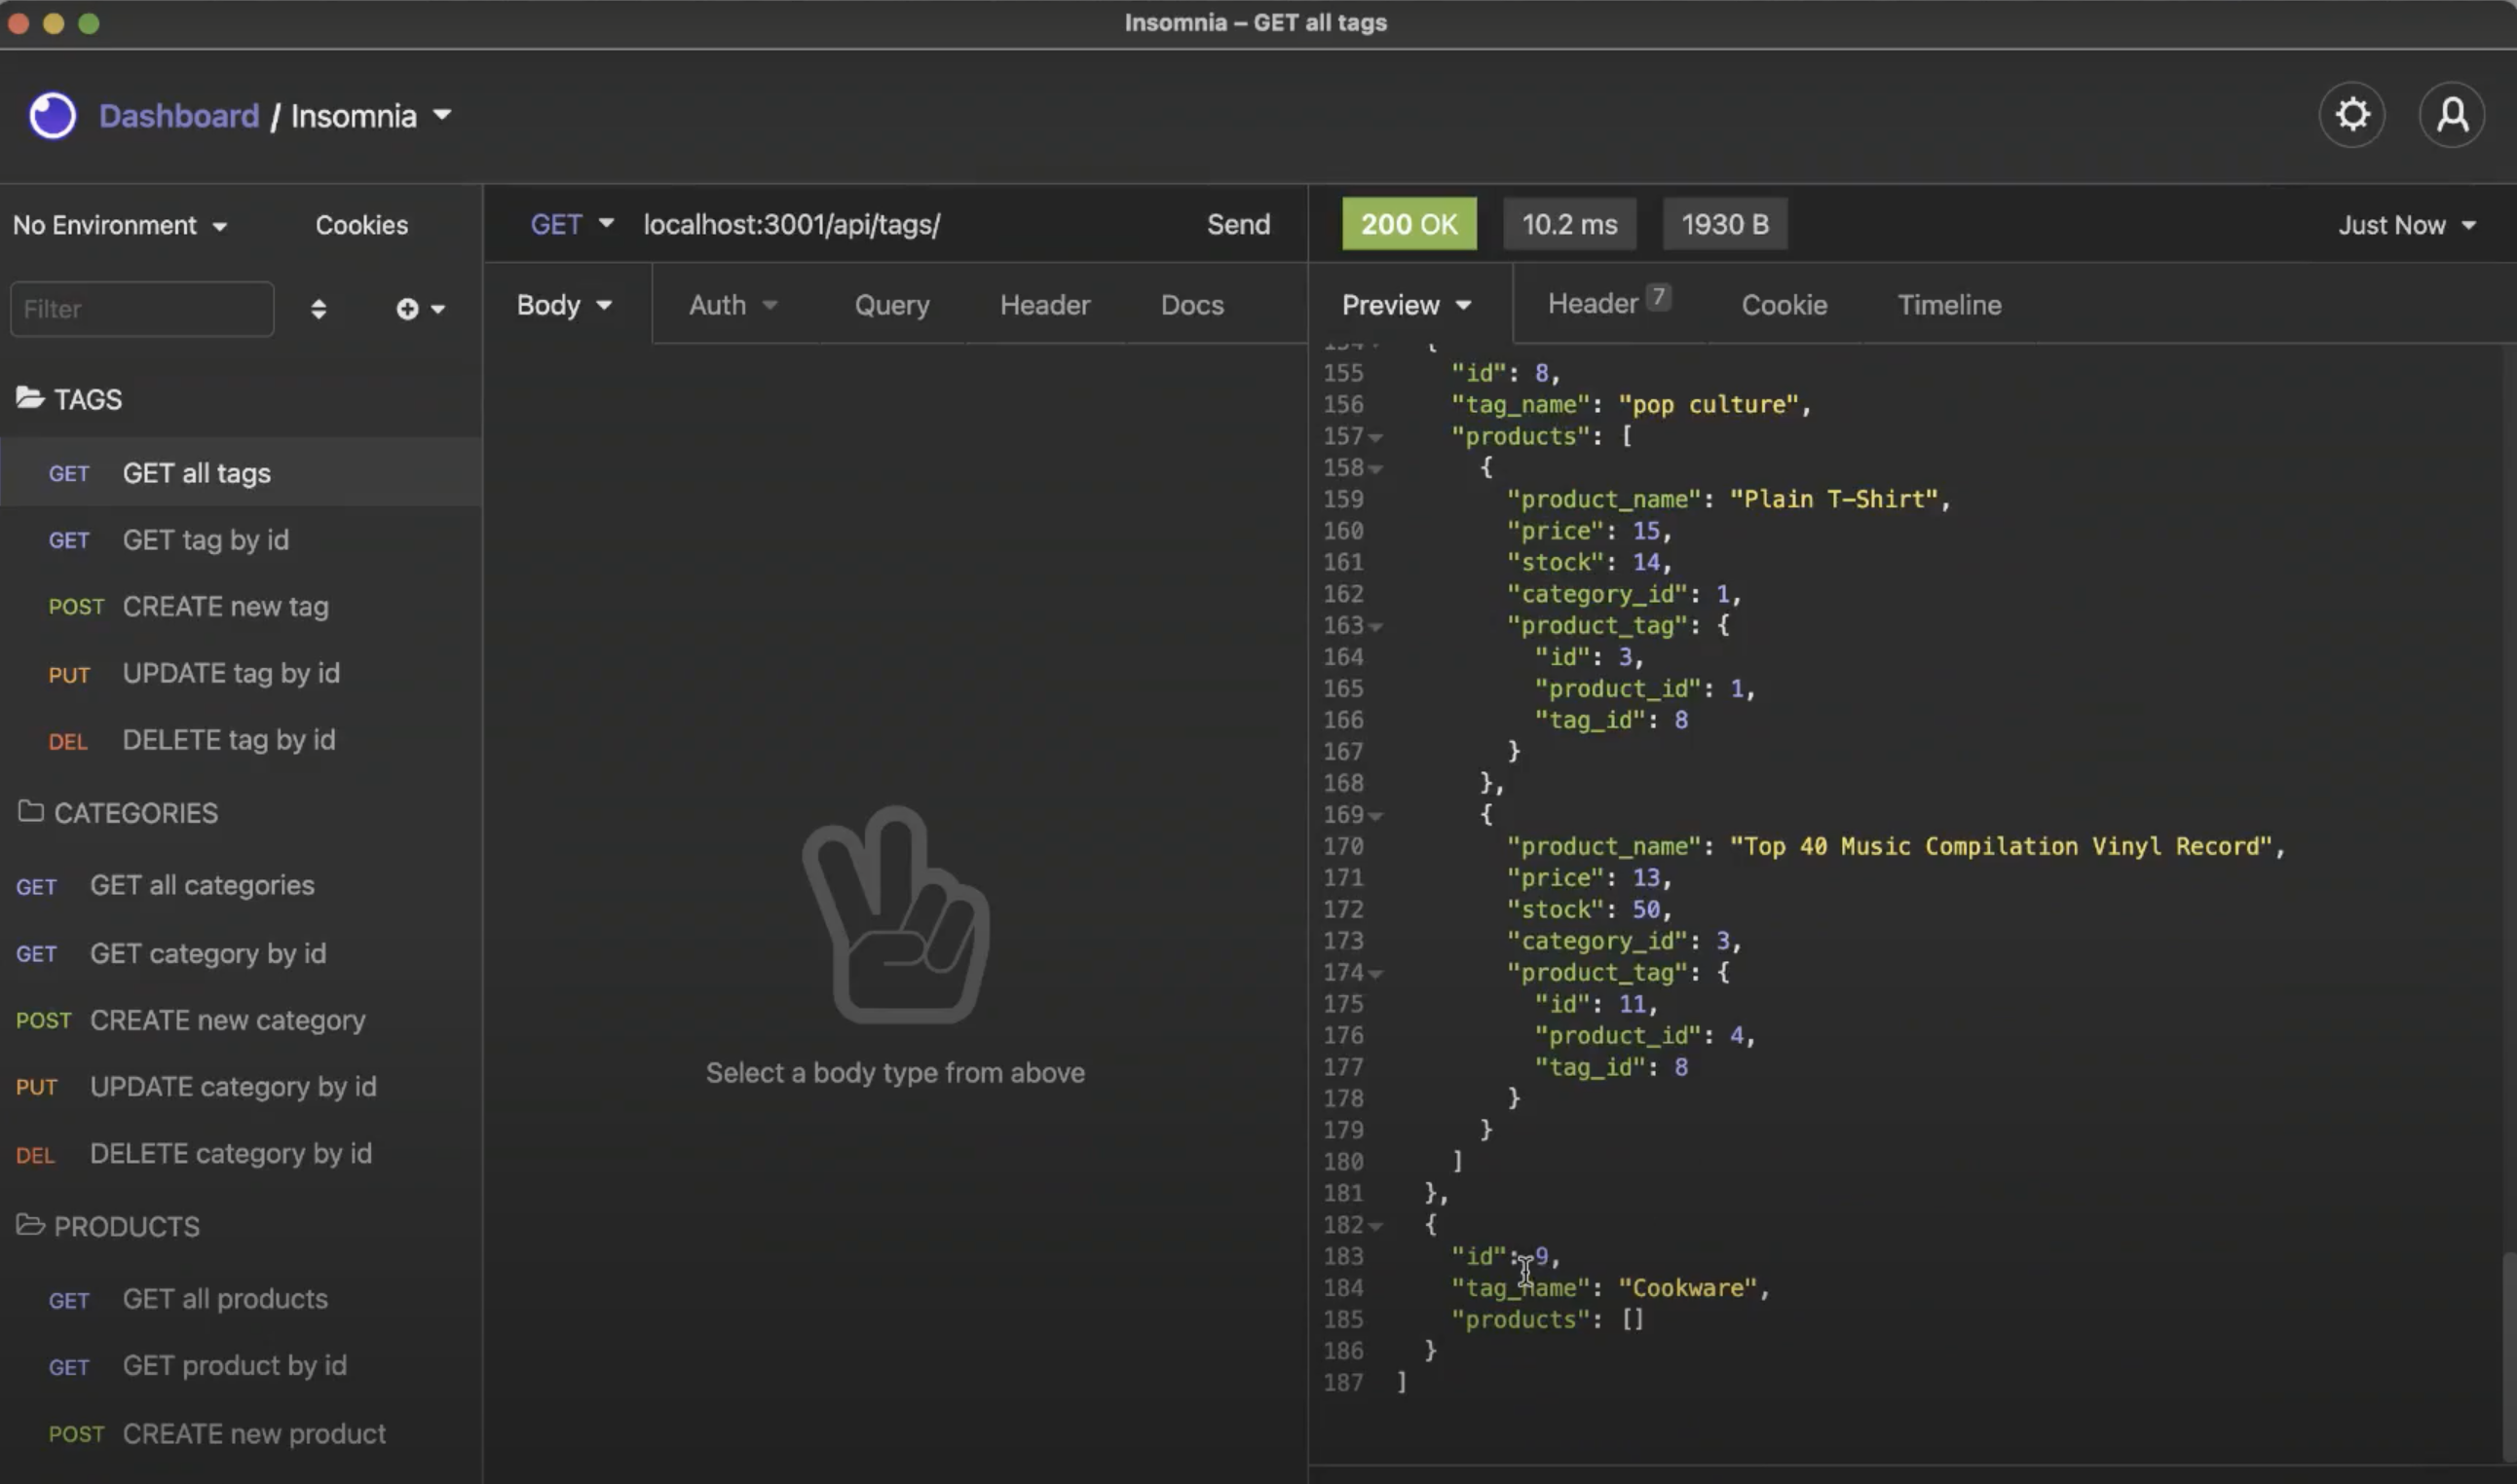 Insomnia – GET all tags
Dashboard / Insomnia
No Environment
Cookies
Filter
TAGS
GET GET all tags
GET GET tag by id
POST CREATE new tag
PUT UPDATE tag by id
DEL DELETE tag by id
CATEGORIES
GET GET all categories
GET GET category by id
POST CREATE new category
PUT UPDATE category by id
DEL DELETE category by id
PRODUCTS
GET GET all products
GET GET product by id
POST CREATE new product
GET localhost:3001/api/tags/ Send
Body Auth Query Header Docs
Select a body type from above
200 OK 10.2 ms 1930 B Just Now
Preview Header 7 Cookie Timeline
154 {
155 "id": 8,
156 "tag_name": "pop culture",
157 "products": [
158 {
159 "product_name": "Plain T-Shirt",
160 "price": 15,
161 "stock": 14,
162 "category_id": 1,
163 "product_tag": {
164 "id": 3,
165 "product_id": 1,
166 "tag_id": 8
167 }
168 },
169 {
170 "product_name": "Top 40 Music Compilation Vinyl Record",
171 "price": 13,
172 "stock": 50,
173 "category_id": 3,
174 "product_tag": {
175 "id": 11,
176 "product_id": 4,
177 "tag_id": 8
178 }
179 }
180 ]
181 },
182 {
183 "id": 9,
184 "tag_name": "Cookware",
185 "products": []
186 }
187 ]